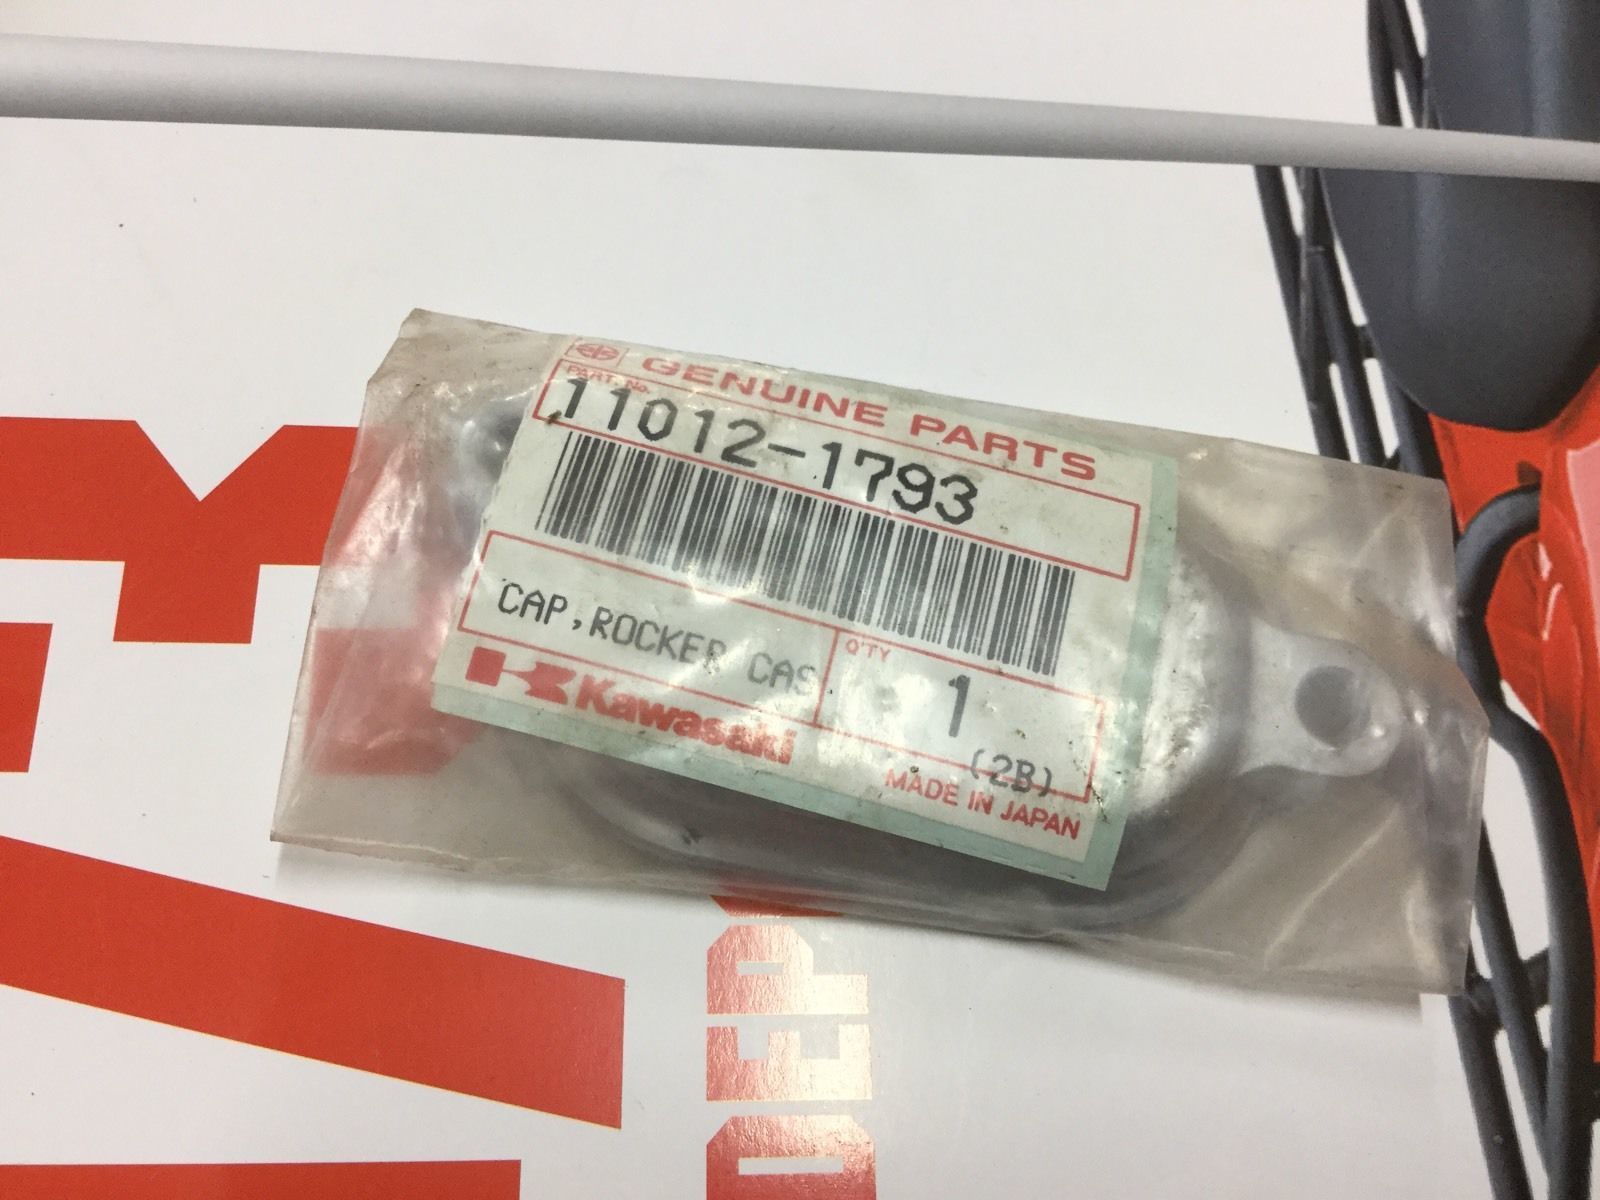 GENUINE PARTS
PART. No.
11012-1793
CAP,ROCKER CAS
Q'TY
1
(2B)
Kawasaki
MADE IN JAPAN